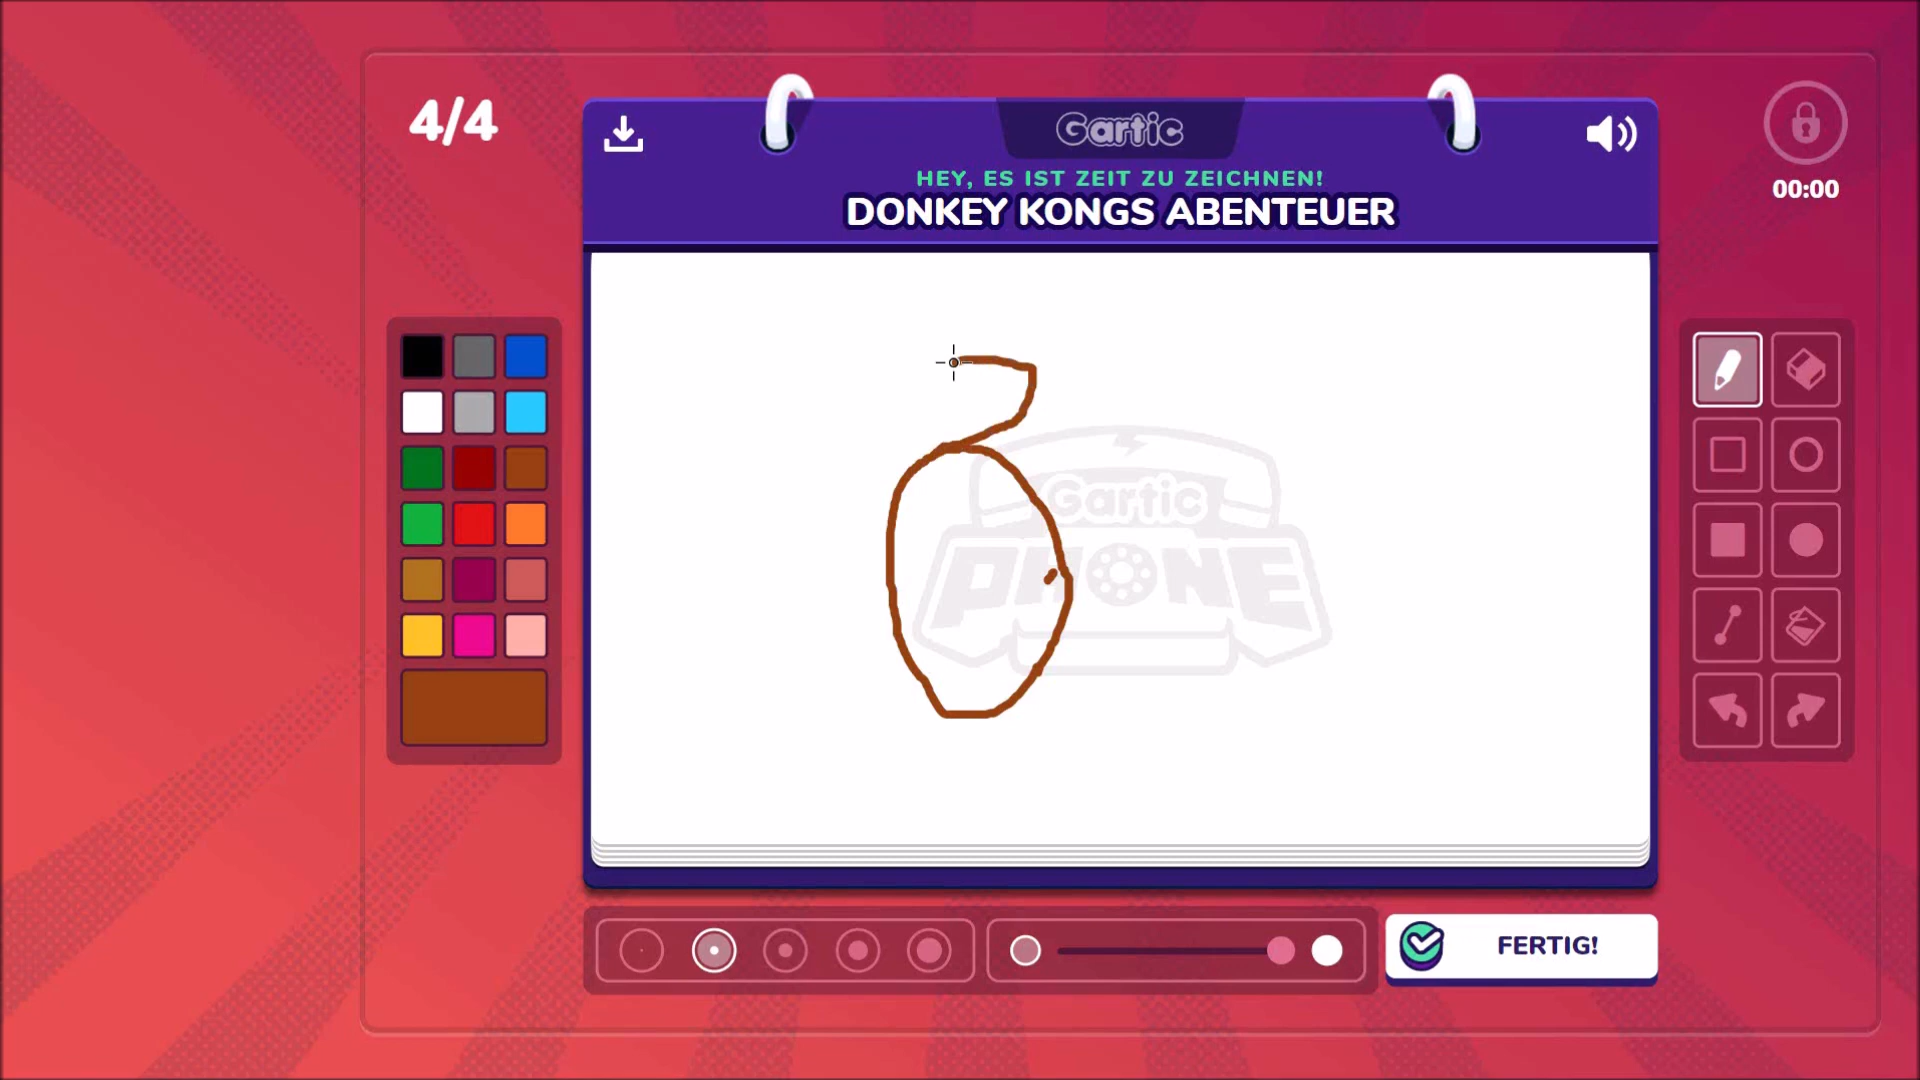 4/4
Gartic
HEY, ES IST ZEIT ZU ZEICHNEN!
DONKEY KONGS ABENTEUER
00:00
Gartic
PHONE
FERTIG!